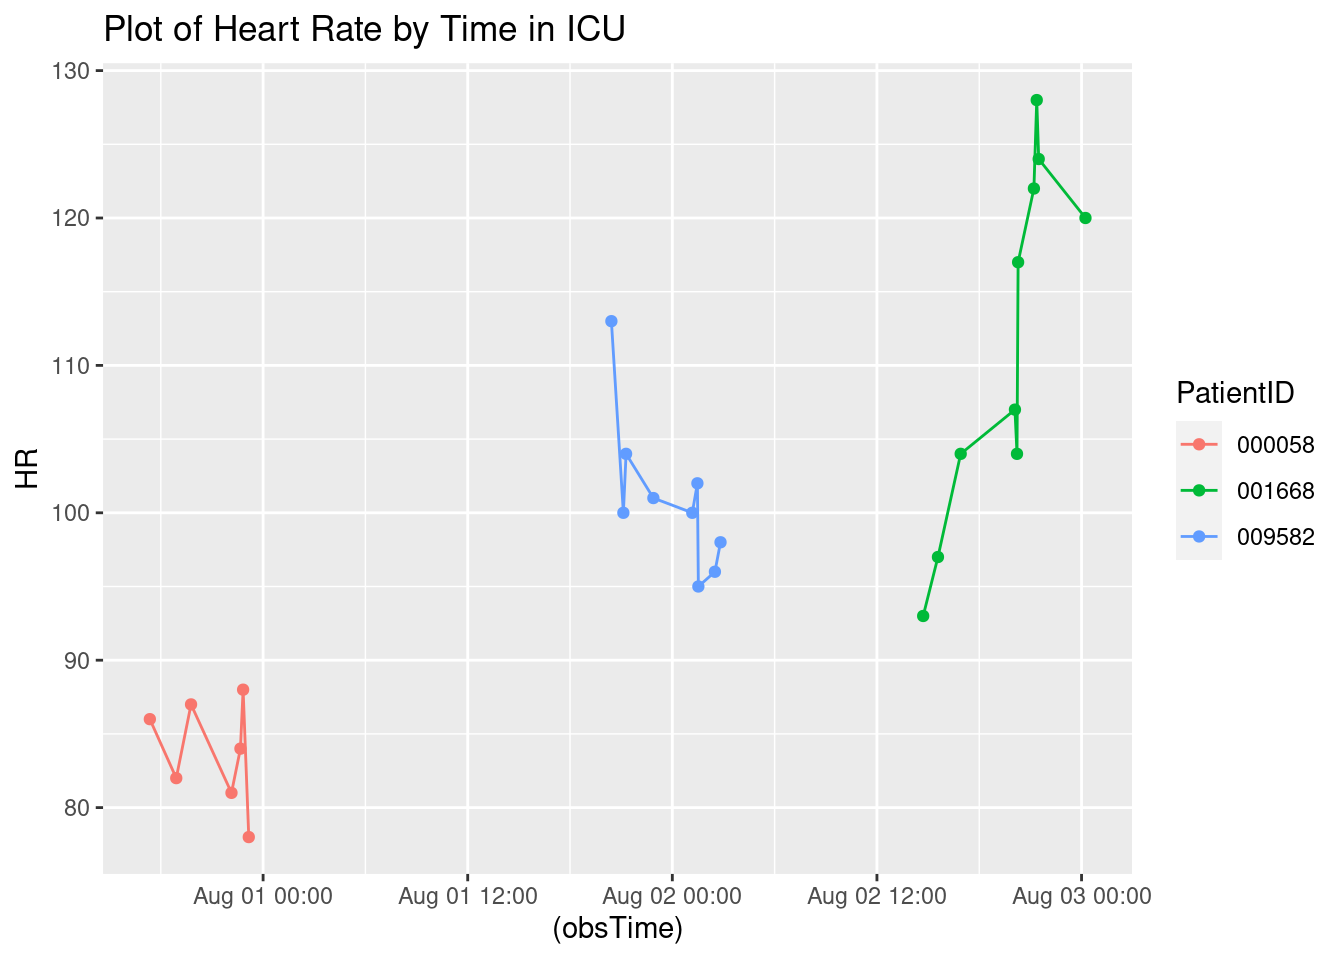 Plot of Heart Rate by Time in ICU
130
120
110
100
90
80
HR
Aug 01 00:00 Aug 01 12:00 Aug 02 00:00 Aug 02 12:00 Aug 03 00:00
(obsTime)
PatientID
000058
001668
009582